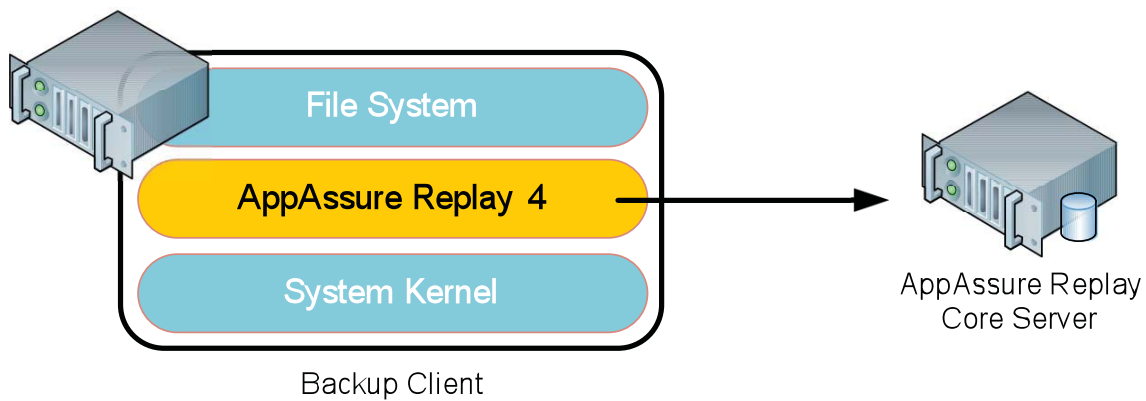 File System
AppAssure Replay 4
System Kernel
Backup Client
AppAssure Replay
Core Server